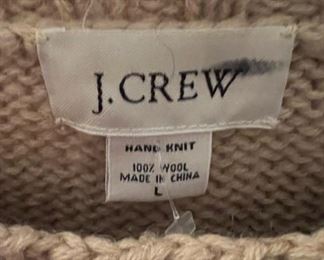 J.CREW
HAND KNIT
100% WOOL
MADE IN CHINA
L